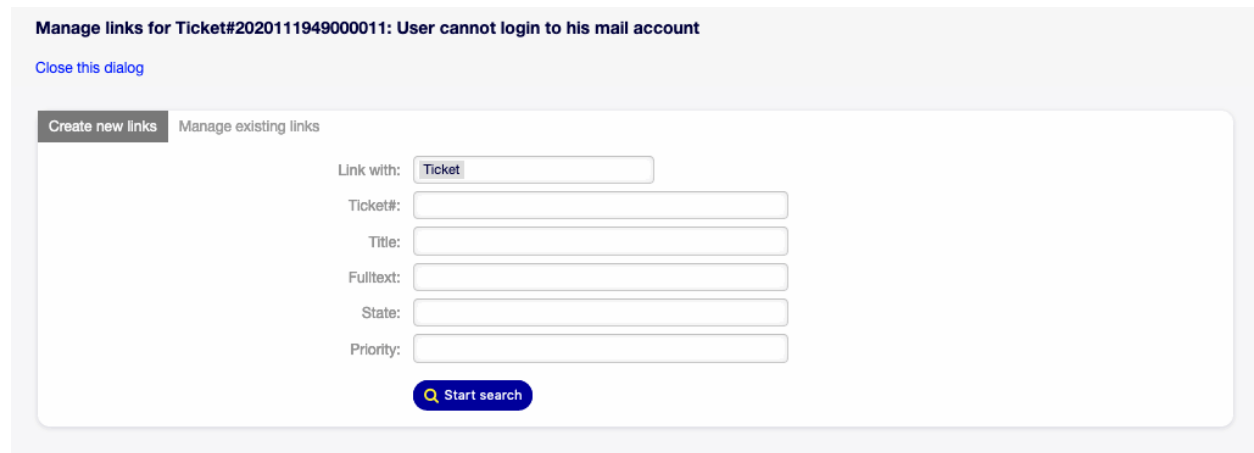 Manage links for Ticket#2020111949000011: User cannot login to his mail account
Close this dialog
Create new links Manage existing links
Link with: Ticket
Ticket#:
Title:
Fulltext:
State:
Priority:
Start search